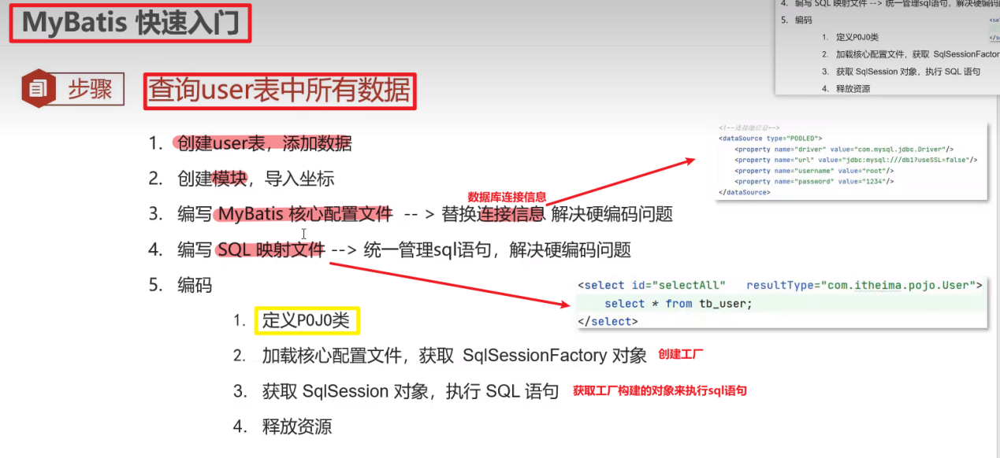 MyBatis 快速入门
4. 编写 SQL 映射文件 --> 统一管理sql语句，解决硬编码
5. 编码
1. 定义POJO类
2. 加载核心配置文件，获取 SqlSessionFactor
3. 获取 SqlSession 对象，执行 SQL 语句
4. 释放资源
步骤
查询user表中所有数据
1. 创建user表，添加数据
2. 创建模块，导入坐标
数据库连接信息
3. 编写 MyBatis 核心配置文件 -- > 替换连接信息 解决硬编码问题
4. 编写 SQL 映射文件 --> 统一管理sql语句，解决硬编码问题
5. 编码
<!--连接信息-->
<dataSource type="POOLED">
<property name="driver" value="com.mysql.jdbc.Driver"/>
<property name="url" value="jdbc:mysql:///db1?useSSL=false"/>
<property name="username" value="root"/>
<property name="password" value="1234"/>
</dataSource>
<select id="selectAll" resultType="com.itheima.pojo.User">
select * from tb_user;
</select>
1. 定义POJO类
2. 加载核心配置文件，获取 SqlSessionFactory 对象 创建工厂
3. 获取 SqlSession 对象，执行 SQL 语句 获取工厂构建的对象来执行sql语句
4. 释放资源